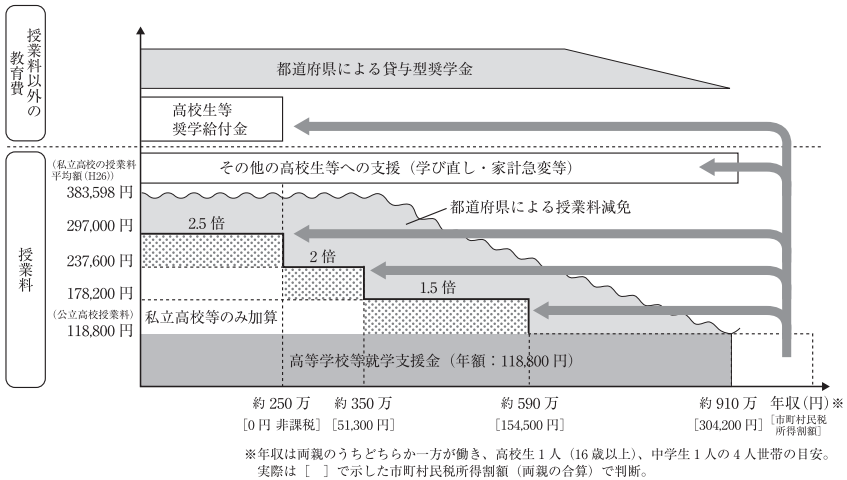 授業料以外の
教育費
都道府県による貸与型奨学金
高校生等
奨学給付金
その他の高校生等への支援（学び直し・家計急変等）
（私立高校の授業料
平均額（H26））
383,598 円
都道府県による授業料減免
297,000 円
2.5 倍
237,600 円
2 倍
授業料
178,200 円
1.5 倍
（公立高校授業料）
118,800 円
私立高校等のみ加算
高等学校等就学支援金（年額：118,800 円）
約 250 万
約 350 万
約 590 万
約 910 万
年収（円）※
［0 円 非課税］
［51,300 円］
［154,500 円］
［304,200 円］
［市町村民税
所得割額］
※年収は両親のうちどちらか一方が働き、高校生 1 人（16 歳以上）、中学生 1 人の 4 人世帯の目安。
実際は［　］で示した市町村民税所得割額（両親の合算）で判断。